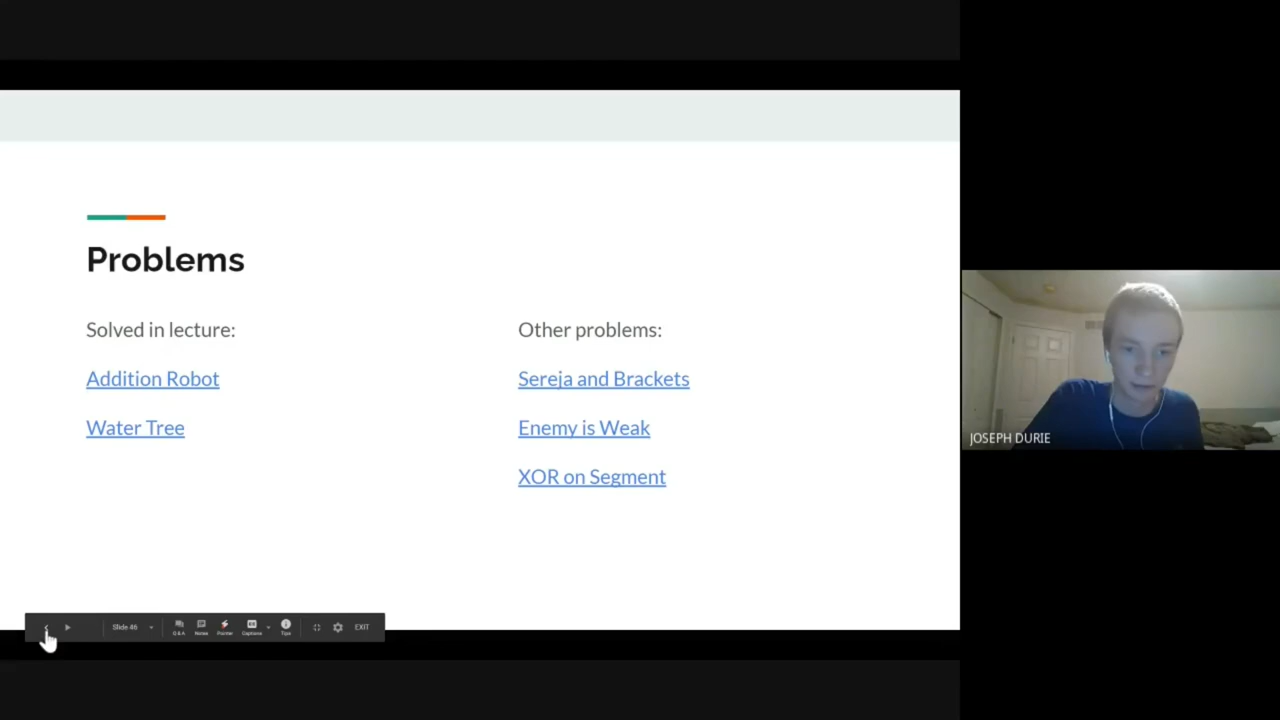 Problems
Solved in lecture:
Other problems:
Addition Robot
Sereja and Brackets
Water Tree
Enemy is Weak
XOR on Segment
JOSEPH DURIE
Slide 46
Q&A
Notes
Pointer
Captions
Tips
EXIT